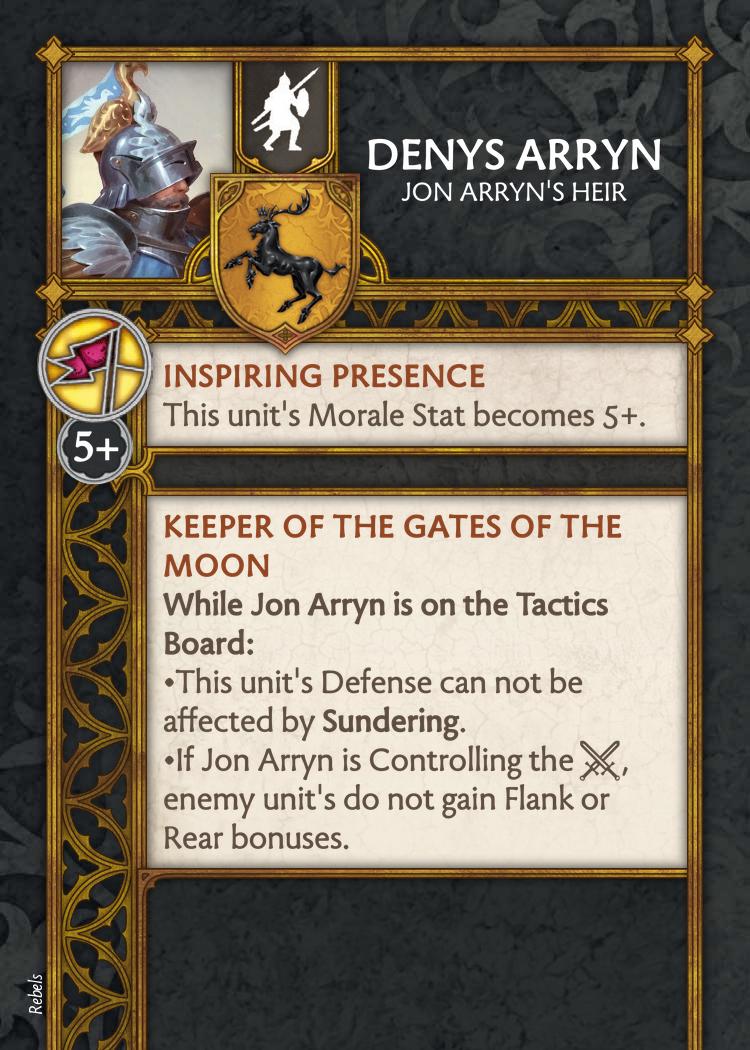 DENYS ARRYN
JON ARRYN'S HEIR
INSPIRING PRESENCE
This unit's Morale Stat becomes 5+.
5+
KEEPER OF THE GATES OF THE
MOON
While Jon Arryn is on the Tactics
Board:
•This unit's Defense can not be
affected by Sundering.
•If Jon Arryn is Controlling the ,
enemy unit's do not gain Flank or
Rear bonuses.
Rebels